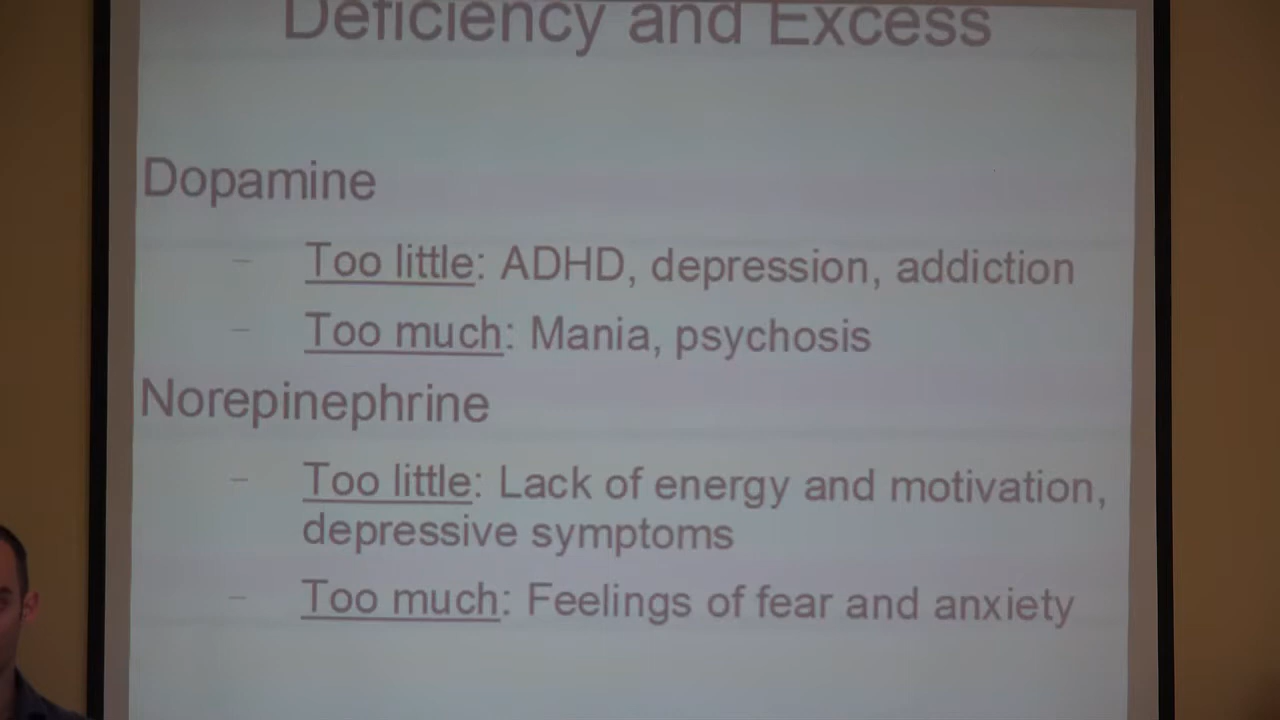 Deficiency and Excess
Dopamine
– Too little: ADHD, depression, addiction
– Too much: Mania, psychosis
Norepinephrine
– Too little: Lack of energy and motivation,
depressive symptoms
– Too much: Feelings of fear and anxiety